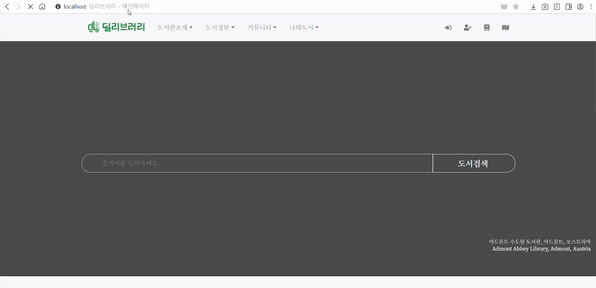 localhost 딜리브러리 - 메인페이지
딜리브러리 도서관소개 도서정보 커뮤니티 나의도서
검색어를 입력하세요. 도서검색
아드몬트 수도원 도서관, 아드몬트, 오스트리아
Admont Abbey Library, Admont, Austria